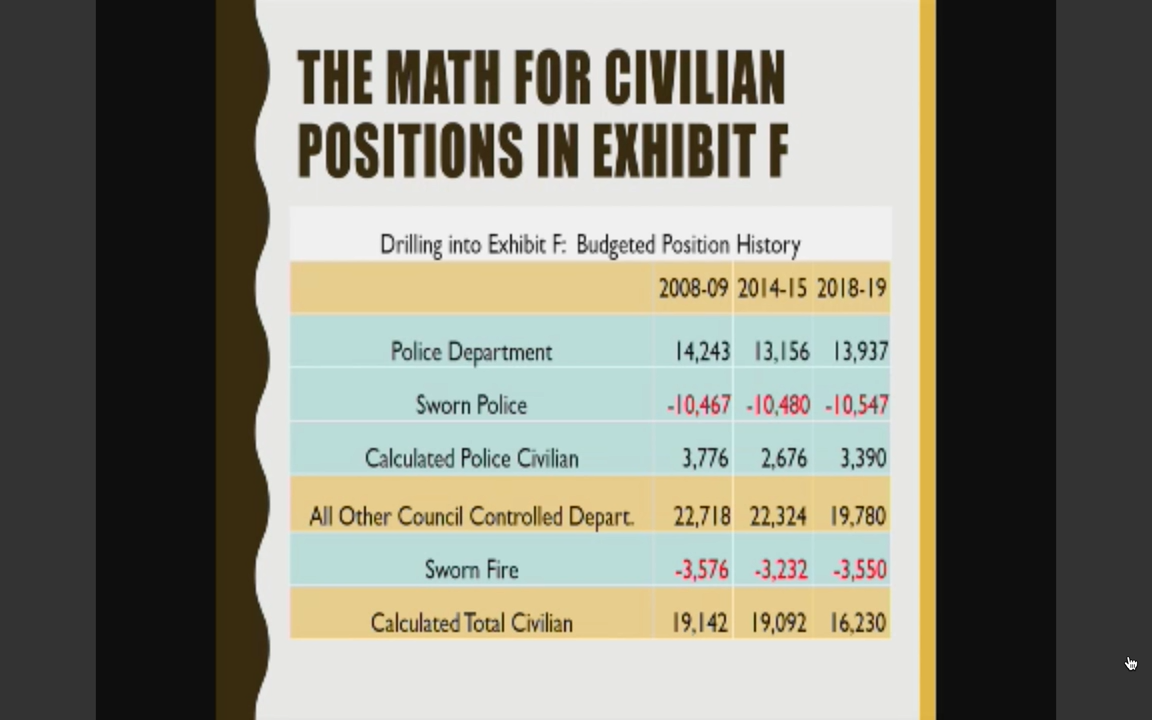 THE MATH FOR CIVILIAN
POSITIONS IN EXHIBIT F
Drilling into Exhibit F: Budgeted Position History
2008-09 2014-15 2018-19
Police Department 14,243 13,156 13,937
Sworn Police -10,467 -10,480 -10,547
Calculated Police Civilian 3,776 2,676 3,390
All Other Council Controlled Depart. 22,718 22,324 19,780
Sworn Fire -3,576 -3,232 -3,550
Calculated Total Civilian 19,142 19,092 16,230